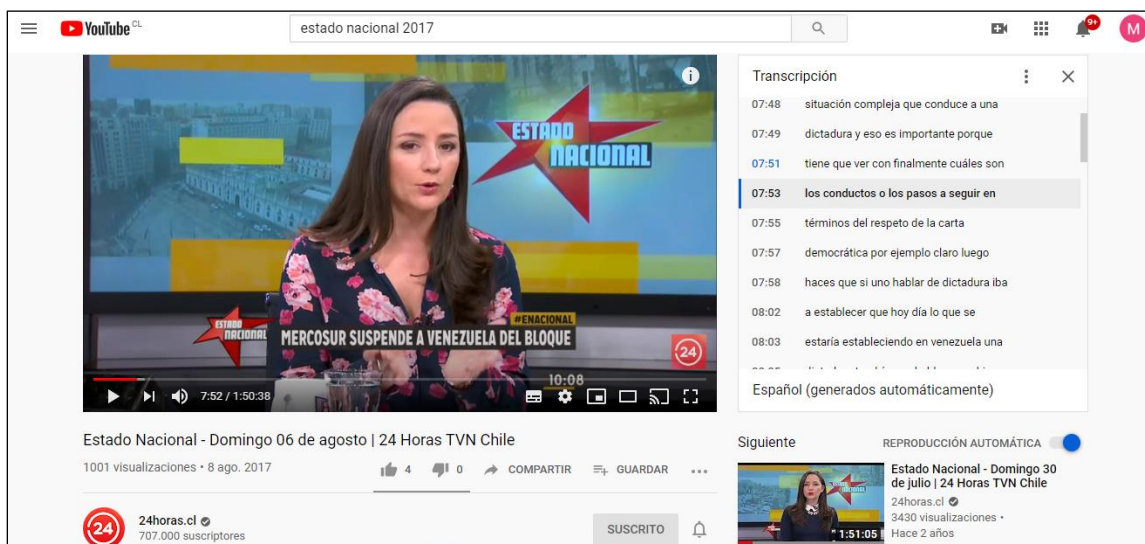 YouTube CL
estado nacional 2017
9+
M
ESTADO
NACIONAL
ESTADO
NACIONAL
#ENACIONAL
MERCOSUR SUSPENDE A VENEZUELA DEL BLOQUE
24
10:08
7:52 / 1:50:38
Transcripción
07:48 situación compleja que conduce a una
07:49 dictadura y eso es importante porque
07:51 tiene que ver con finalmente cuáles son
07:53 los conductos o los pasos a seguir en
07:55 términos del respeto de la carta
07:57 democrática por ejemplo claro luego
07:58 haces que si uno hablar de dictadura iba
08:02 a establecer que hoy día lo que se
08:03 estaría estableciendo en venezuela una
Español (generados automáticamente)
Estado Nacional - Domingo 06 de agosto | 24 Horas TVN Chile
1001 visualizaciones • 8 ago. 2017
4 0 COMPARTIR GUARDAR
24
24horas.cl
707.000 suscriptores
SUSCRITO
Siguiente REPRODUCCIÓN AUTOMÁTICA
1:51:05
Estado Nacional - Domingo 30
de julio | 24 Horas TVN Chile
24horas.cl
3430 visualizaciones •
Hace 2 años